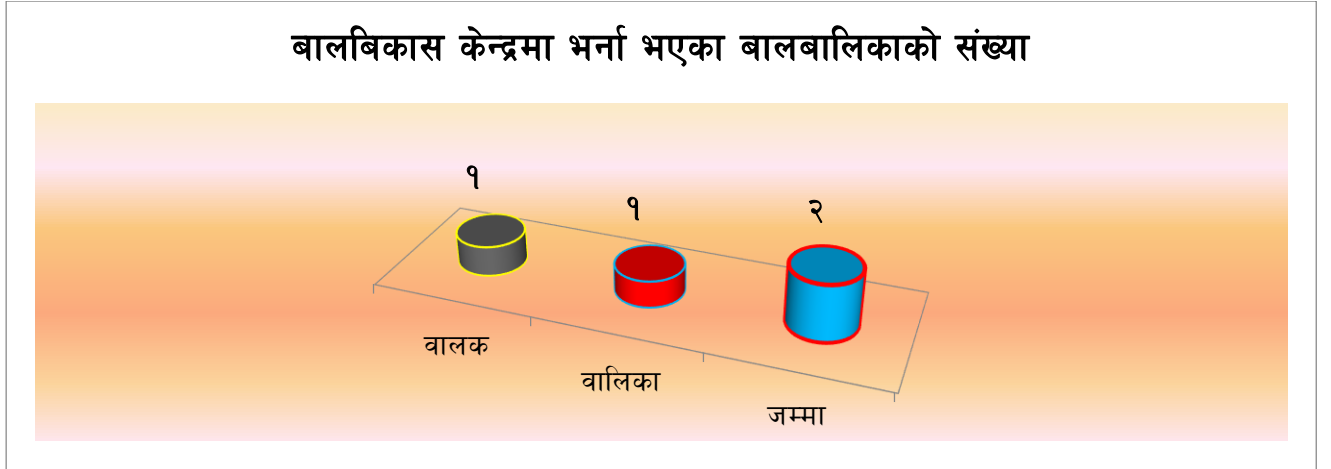 बालबिकास केन्द्रमा भर्ना भएका बालबालिकाको संख्या
१
१
२
वालक
वालिका
जम्मा